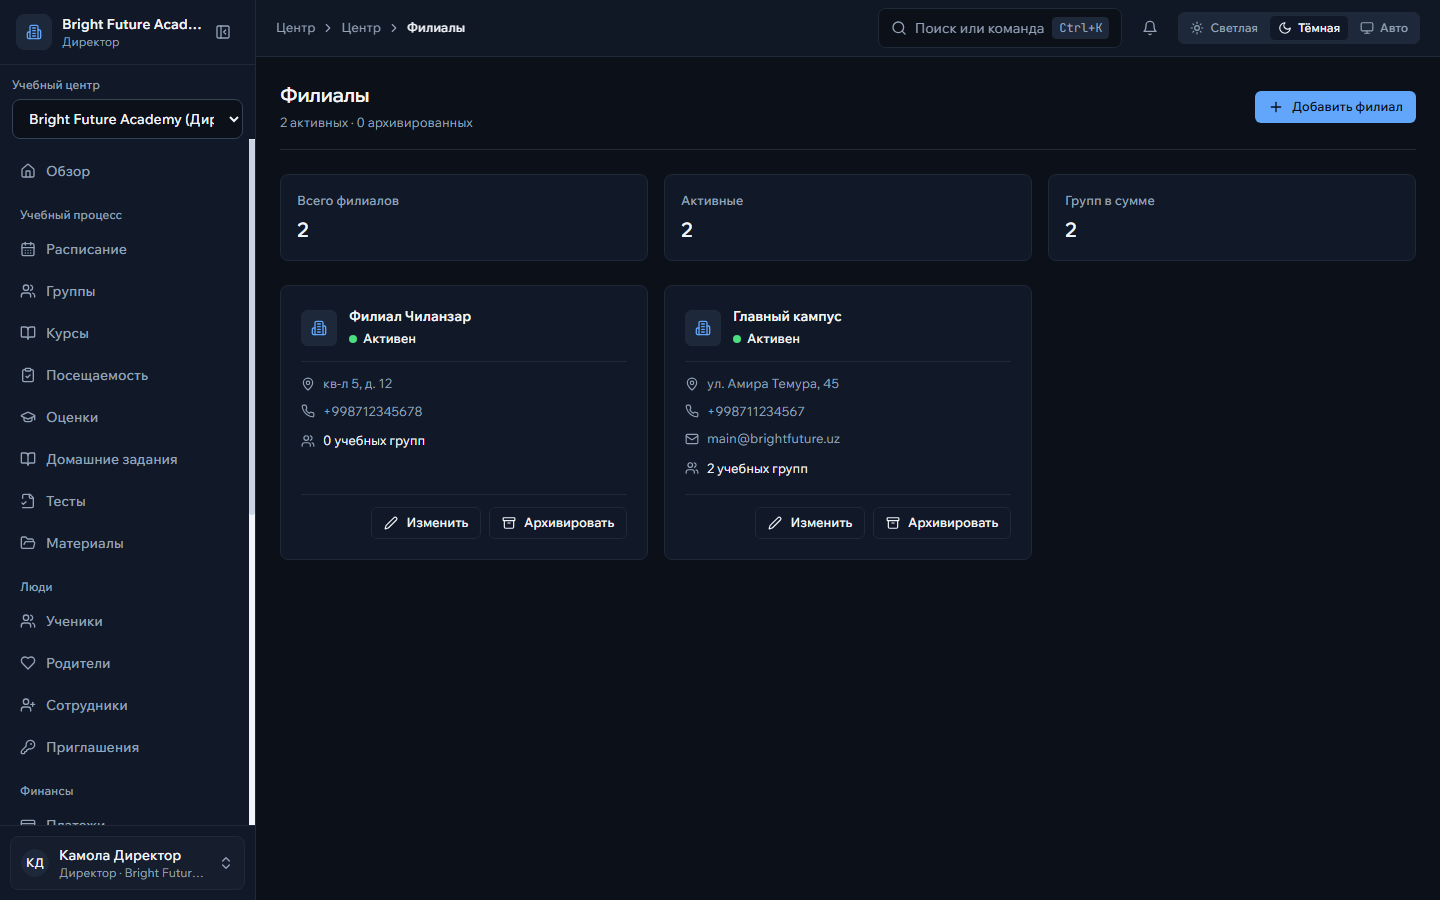 Bright Future Acad...
Директор
Учебный центр
Bright Future Academy (Дир
Обзор
Учебный процесс
Расписание
Группы
Курсы
Посещаемость
Оценки
Домашние задания
Тесты
Материалы
Люди
Ученики
Родители
Сотрудники
Приглашения
Финансы
Платежи
КД
Камола Директор
Директор · Bright Futur...
Центр
Центр
Филиалы
Поиск или команда
Ctrl+K
Светлая
Тёмная
Авто
Филиалы
2 активных · 0 архивированных
Добавить филиал
Всего филиалов
2
Активные
2
Групп в сумме
2
Филиал Чиланзар
Активен
кв-л 5, д. 12
+998712345678
0 учебных групп
Изменить
Архивировать
Главный кампус
Активен
ул. Амира Темура, 45
+998711234567
main@brightfuture.uz
2 учебных групп
Изменить
Архивировать